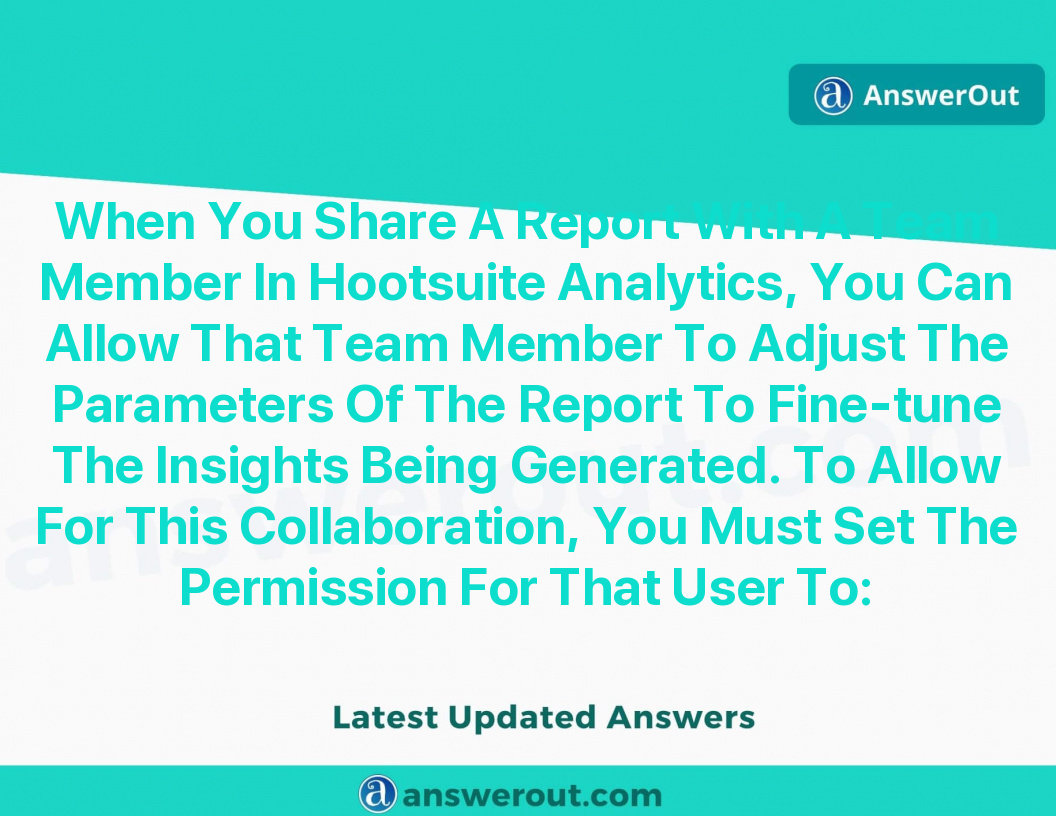 AnswerOut
When You Share A Report With A Team
Member In Hootsuite Analytics, You Can
Allow That Team Member To Adjust The
Parameters Of The Report To Fine-tune
The Insights Being Generated. To Allow
For This Collaboration, You Must Set The
Permission For That User To:
answerout.com
Latest Updated Answers
answerout.com